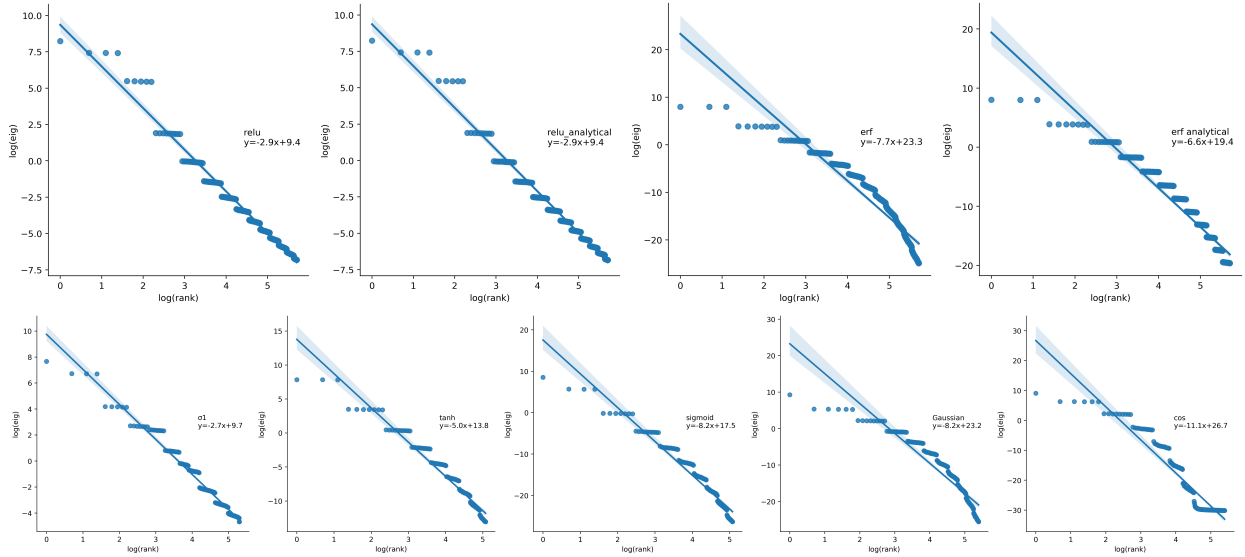 10.0
7.5
5.0
2.5
0.0
−2.5
−5.0
−7.5
log(eig)
0 1 2 3 4 5
log(rank)
relu
y=-2.9x+9.4
10.0
7.5
5.0
2.5
0.0
−2.5
−5.0
−7.5
log(eig)
0 1 2 3 4 5
log(rank)
relu_analytical
y=-2.9x+9.4
20
10
0
−10
−20
log(eig)
0 1 2 3 4 5
log(rank)
erf
y=-7.7x+23.3
20
10
0
−10
−20
log(eig)
0 1 2 3 4 5
log(rank)
erf analytical
y=-6.6x+19.4
10
8
6
4
2
0
−2
−4
log(eig)
0 1 2 3 4 5
log(rank)
σ1
y=-2.7x+9.7
15
10
5
0
−5
−10
log(eig)
0 1 2 3 4 5
log(rank)
tanh
y=-5.0x+13.8
20
10
0
−10
−20
log(eig)
0 1 2 3 4 5
log(rank)
sigmoid
y=-8.2x+17.5
30
20
10
0
−10
−20
log(eig)
0 1 2 3 4 5
log(rank)
Gaussian
y=-8.2x+23.2
30
20
10
0
−10
−20
−30
log(eig)
0 1 2 3 4 5
log(rank)
cos
y=-11.1x+26.7